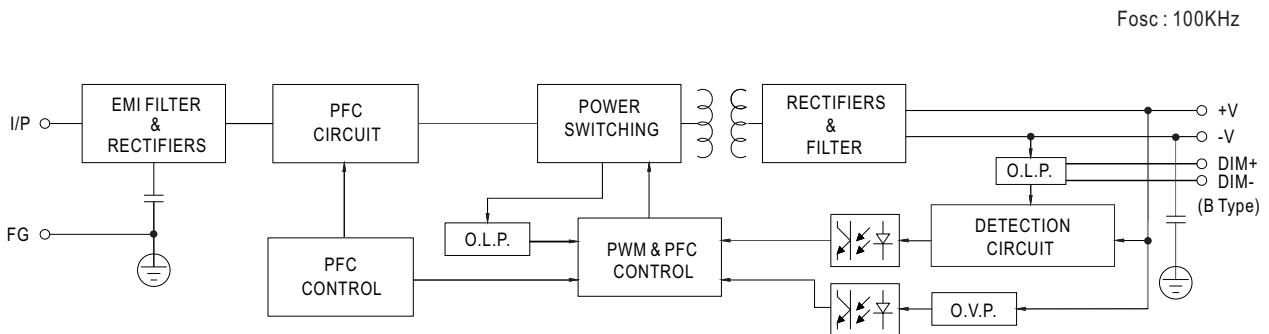 Fosc : 100KHz
I/P
EMI FILTER
&
RECTIFIERS
PFC
CIRCUIT
POWER
SWITCHING
RECTIFIERS
&
FILTER
+V
-V
O.L.P.
DIM+
DIM-
(B Type)
FG
O.L.P.
PFC
CONTROL
PWM & PFC
CONTROL
DETECTION
CIRCUIT
O.V.P.